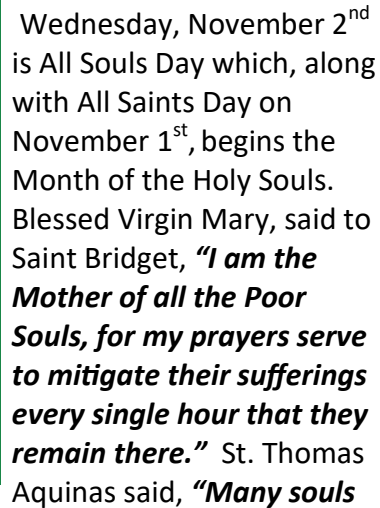 Wednesday, November 2nd
is All Souls Day which, along
with All Saints Day on
November 1st, begins the
Month of the Holy Souls.
Blessed Virgin Mary, said to
Saint Bridget, “I am the
Mother of all the Poor
Souls, for my prayers serve
to mitigate their sufferings
every single hour that they
remain there.” St. Thomas
Aquinas said, “Many souls